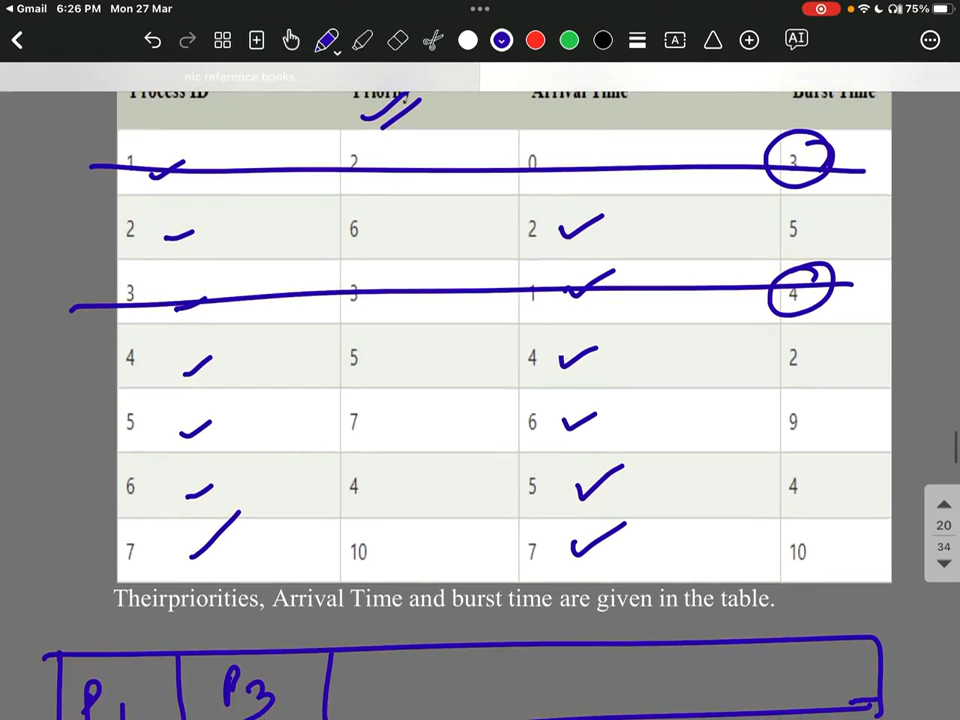 Gmail 6:26 PM Mon 27 Mar 75%
A AI
nic reference books
Process ID Priority Arrival Time Burst Time
1 2 0 3
2 6 2 5
3 3 1 4
4 5 4 2
5 7 6 9
6 4 5 4
7 10 7 10
20
34
Theirpriorities, Arrival Time and burst time are given in the table.
P1 P3